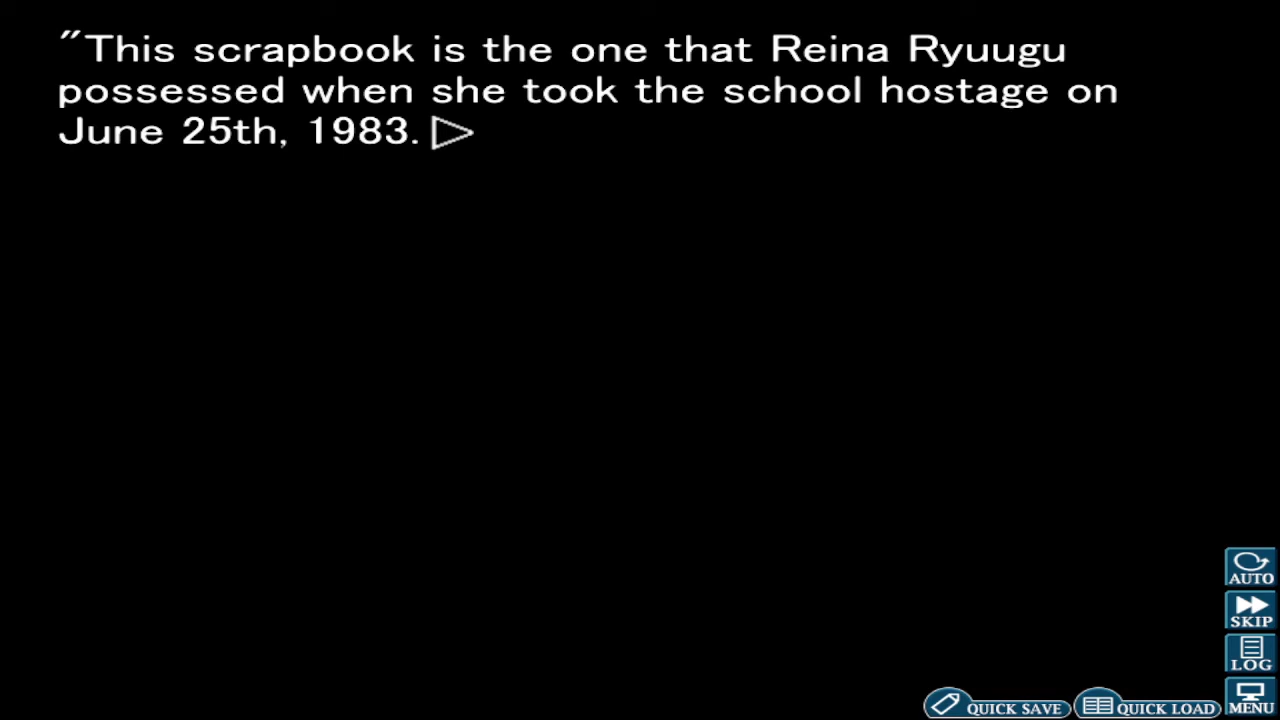 "This scrapbook is the one that Reina Ryuugu
possessed when she took the school hostage on
June 25th, 1983.
AUTO
SKIP
LOG
MENU
QUICK SAVE
QUICK LOAD